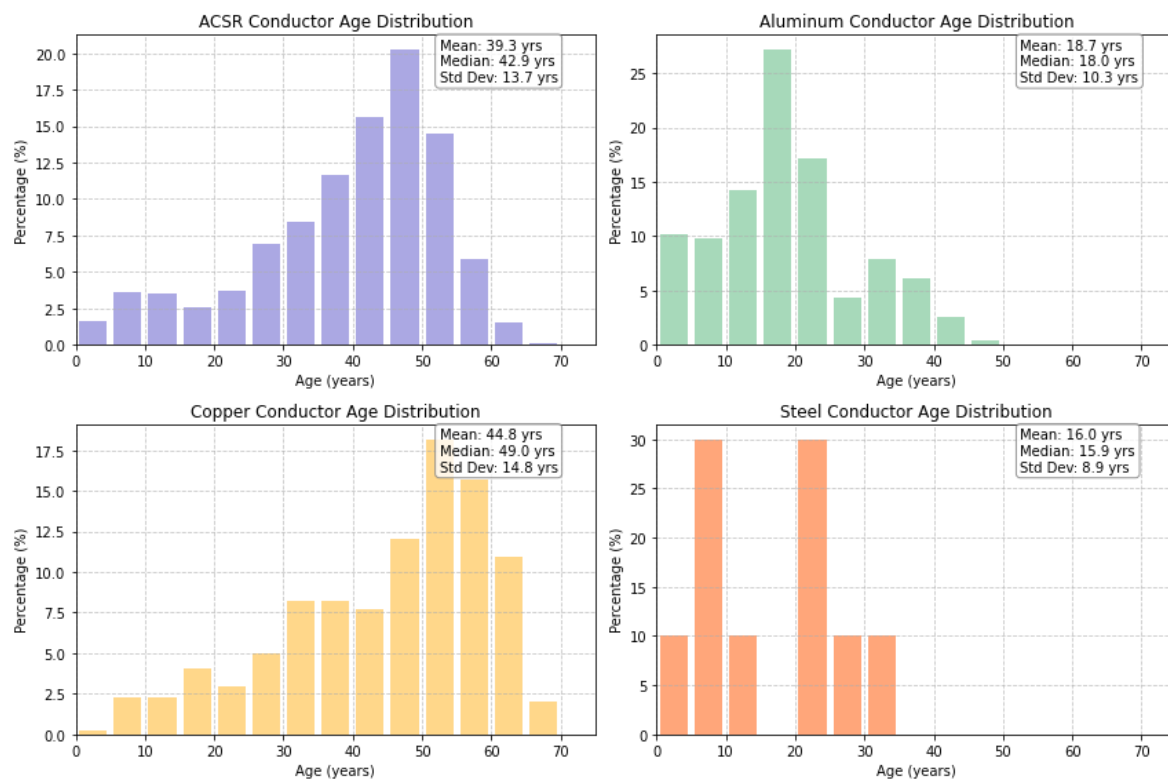 ACSR Conductor Age Distribution
Mean: 39.3 yrs
Median: 42.9 yrs
Std Dev: 13.7 yrs
Percentage (%)
20.0
17.5
15.0
12.5
10.0
7.5
5.0
2.5
0.0
0 10 20 30 40 50 60 70
Age (years)
Aluminum Conductor Age Distribution
Mean: 18.7 yrs
Median: 18.0 yrs
Std Dev: 10.3 yrs
Percentage (%)
25
20
15
10
5
0
0 10 20 30 40 50 60 70
Age (years)
Copper Conductor Age Distribution
Mean: 44.8 yrs
Median: 49.0 yrs
Std Dev: 14.8 yrs
Percentage (%)
17.5
15.0
12.5
10.0
7.5
5.0
2.5
0.0
0 10 20 30 40 50 60 70
Age (years)
Steel Conductor Age Distribution
Mean: 16.0 yrs
Median: 15.9 yrs
Std Dev: 8.9 yrs
Percentage (%)
30
25
20
15
10
5
0
0 10 20 30 40 50 60 70
Age (years)